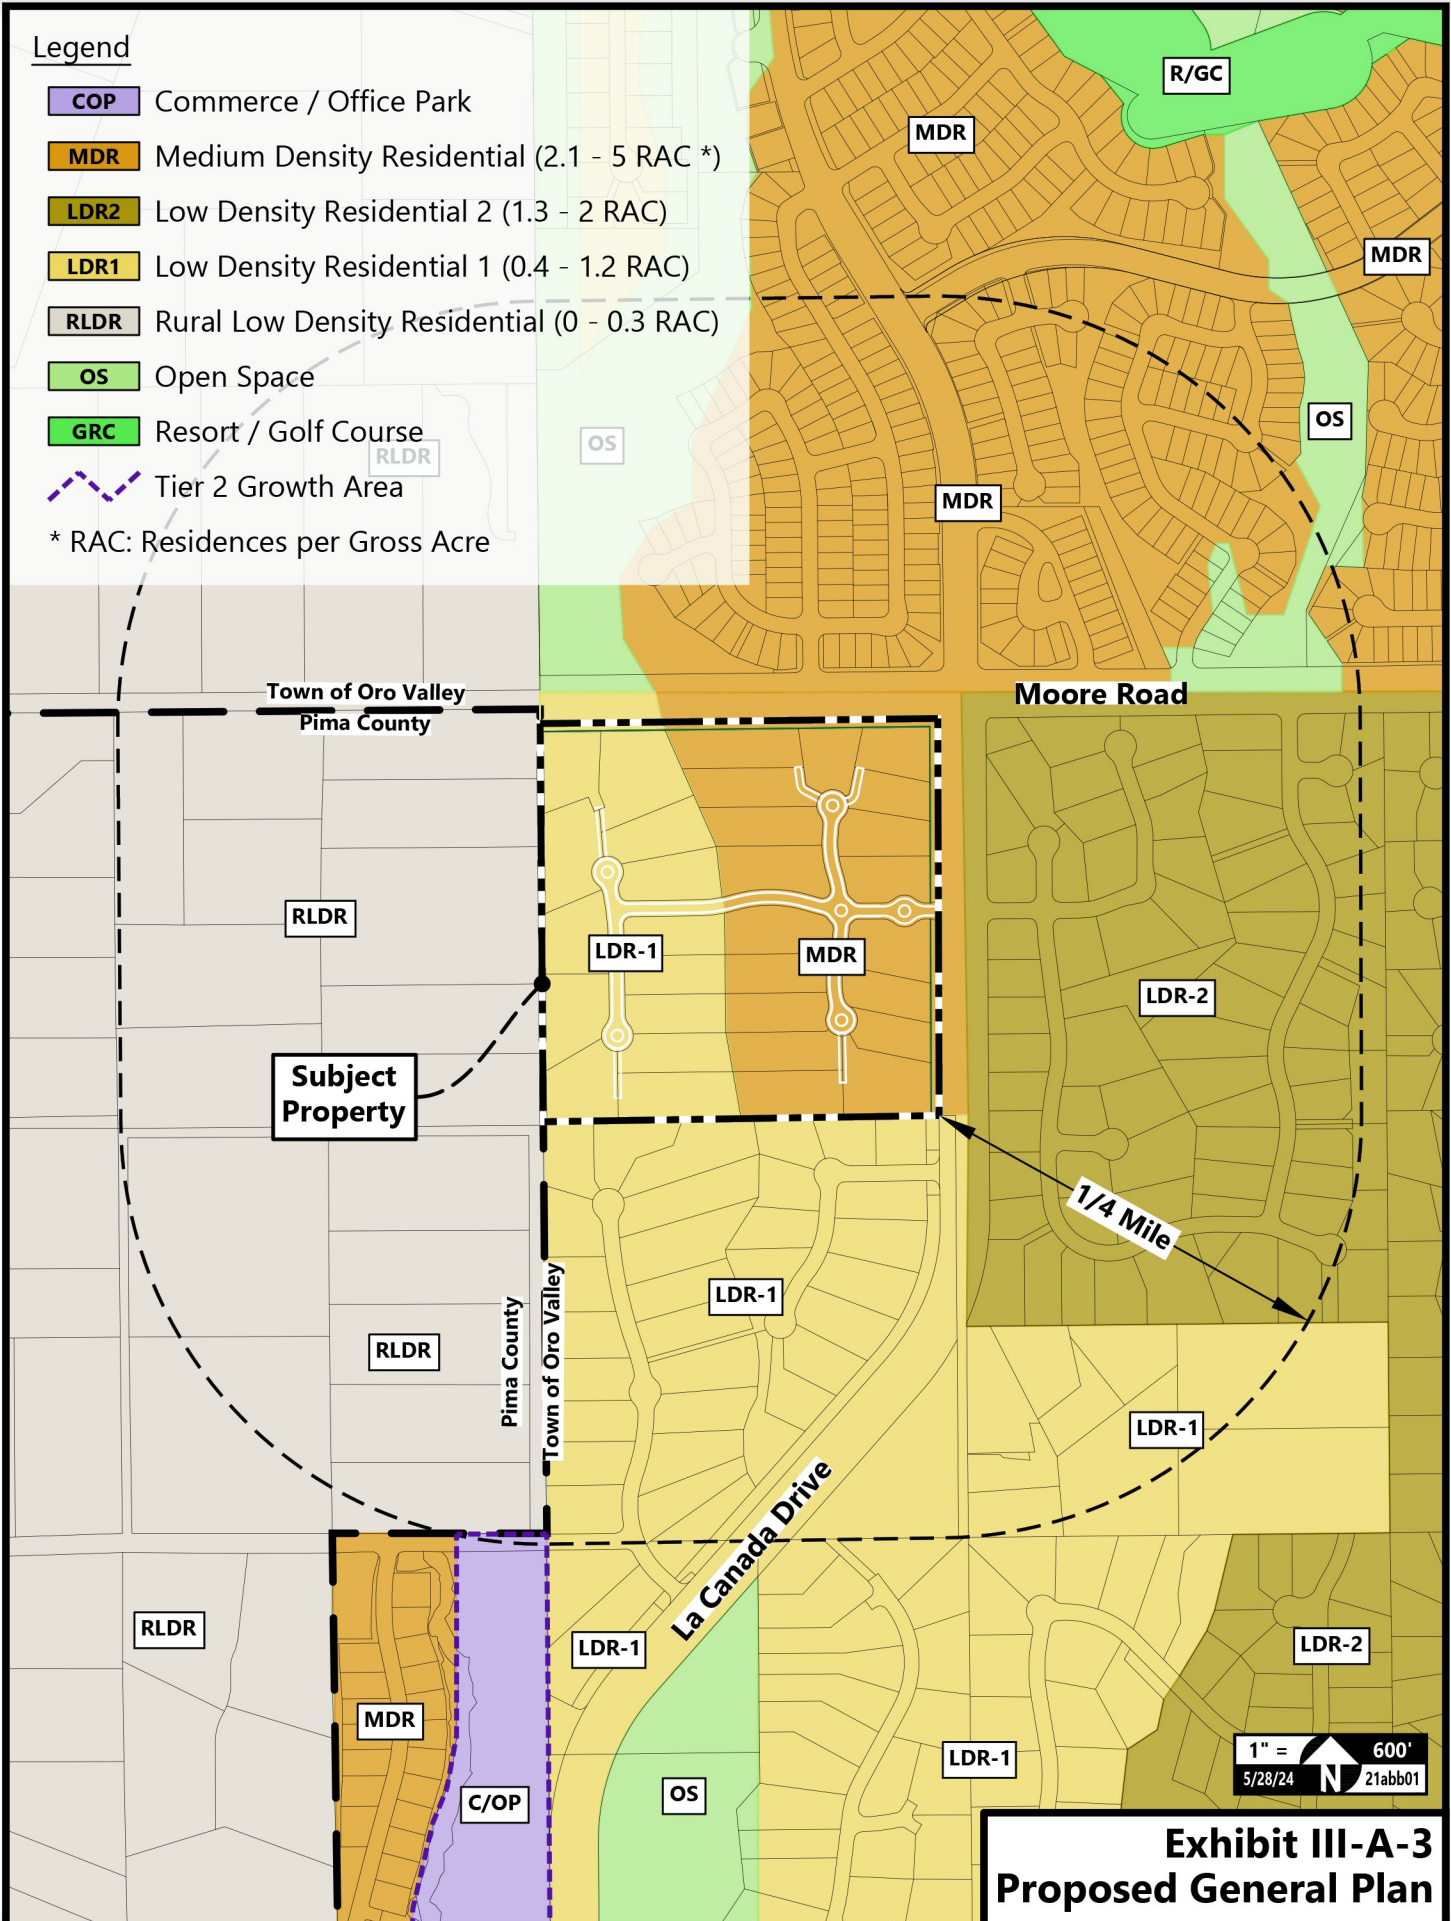 Legend
COP Commerce / Office Park
MDR Medium Density Residential (2.1 - 5 RAC *)
LDR2 Low Density Residential 2 (1.3 - 2 RAC)
LDR1 Low Density Residential 1 (0.4 - 1.2 RAC)
RLDR Rural Low Density Residential (0 - 0.3 RAC)
OS Open Space
GRC Resort / Golf Course
Tier 2 Growth Area
* RAC: Residences per Gross Acre
R/GC
MDR
MDR
OS
OS
RLDR
MDR
Town of Oro Valley
Pima County
Moore Road
RLDR
LDR-1
MDR
LDR-2
Subject
Property
1/4 Mile
LDR-1
RLDR
Pima County
Town of Oro Valley
LDR-1
La Canada Drive
RLDR
LDR-1
LDR-2
MDR
LDR-1
C/OP
OS
1" = 600'
5/28/24 N 21abb01
Exhibit III-A-3
Proposed General Plan